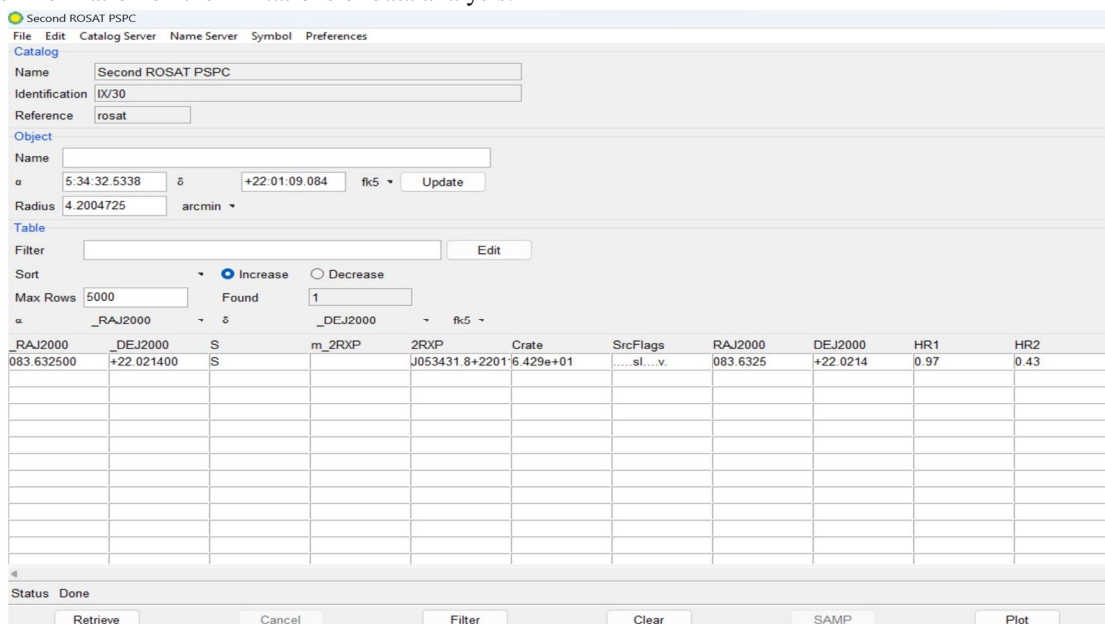 Second ROSAT PSPC
File Edit Catalog Server Name Server Symbol Preferences
Catalog
Name Second ROSAT PSPC
Identification IX/30
Reference rosat
Object
Name
α 5:34:32.5338 δ +22:01:09.084 fk5 Update
Radius 4.2004725 arcmin
Table
Filter Edit
Sort Increase Decrease
Max Rows 5000 Found 1
α _RAJ2000 δ _DEJ2000 fk5
_RAJ2000 _DEJ2000 S m_2RXP 2RXP Crate SrcFlags RAJ2000 DEJ2000 HR1 HR2
083.632500 +22.021400 S J053431.8+2201 6.429e+01 .....sl....v. 083.6325 +22.0214 0.97 0.43
Status Done
Retrieve Cancel Filter Clear SAMP Plot